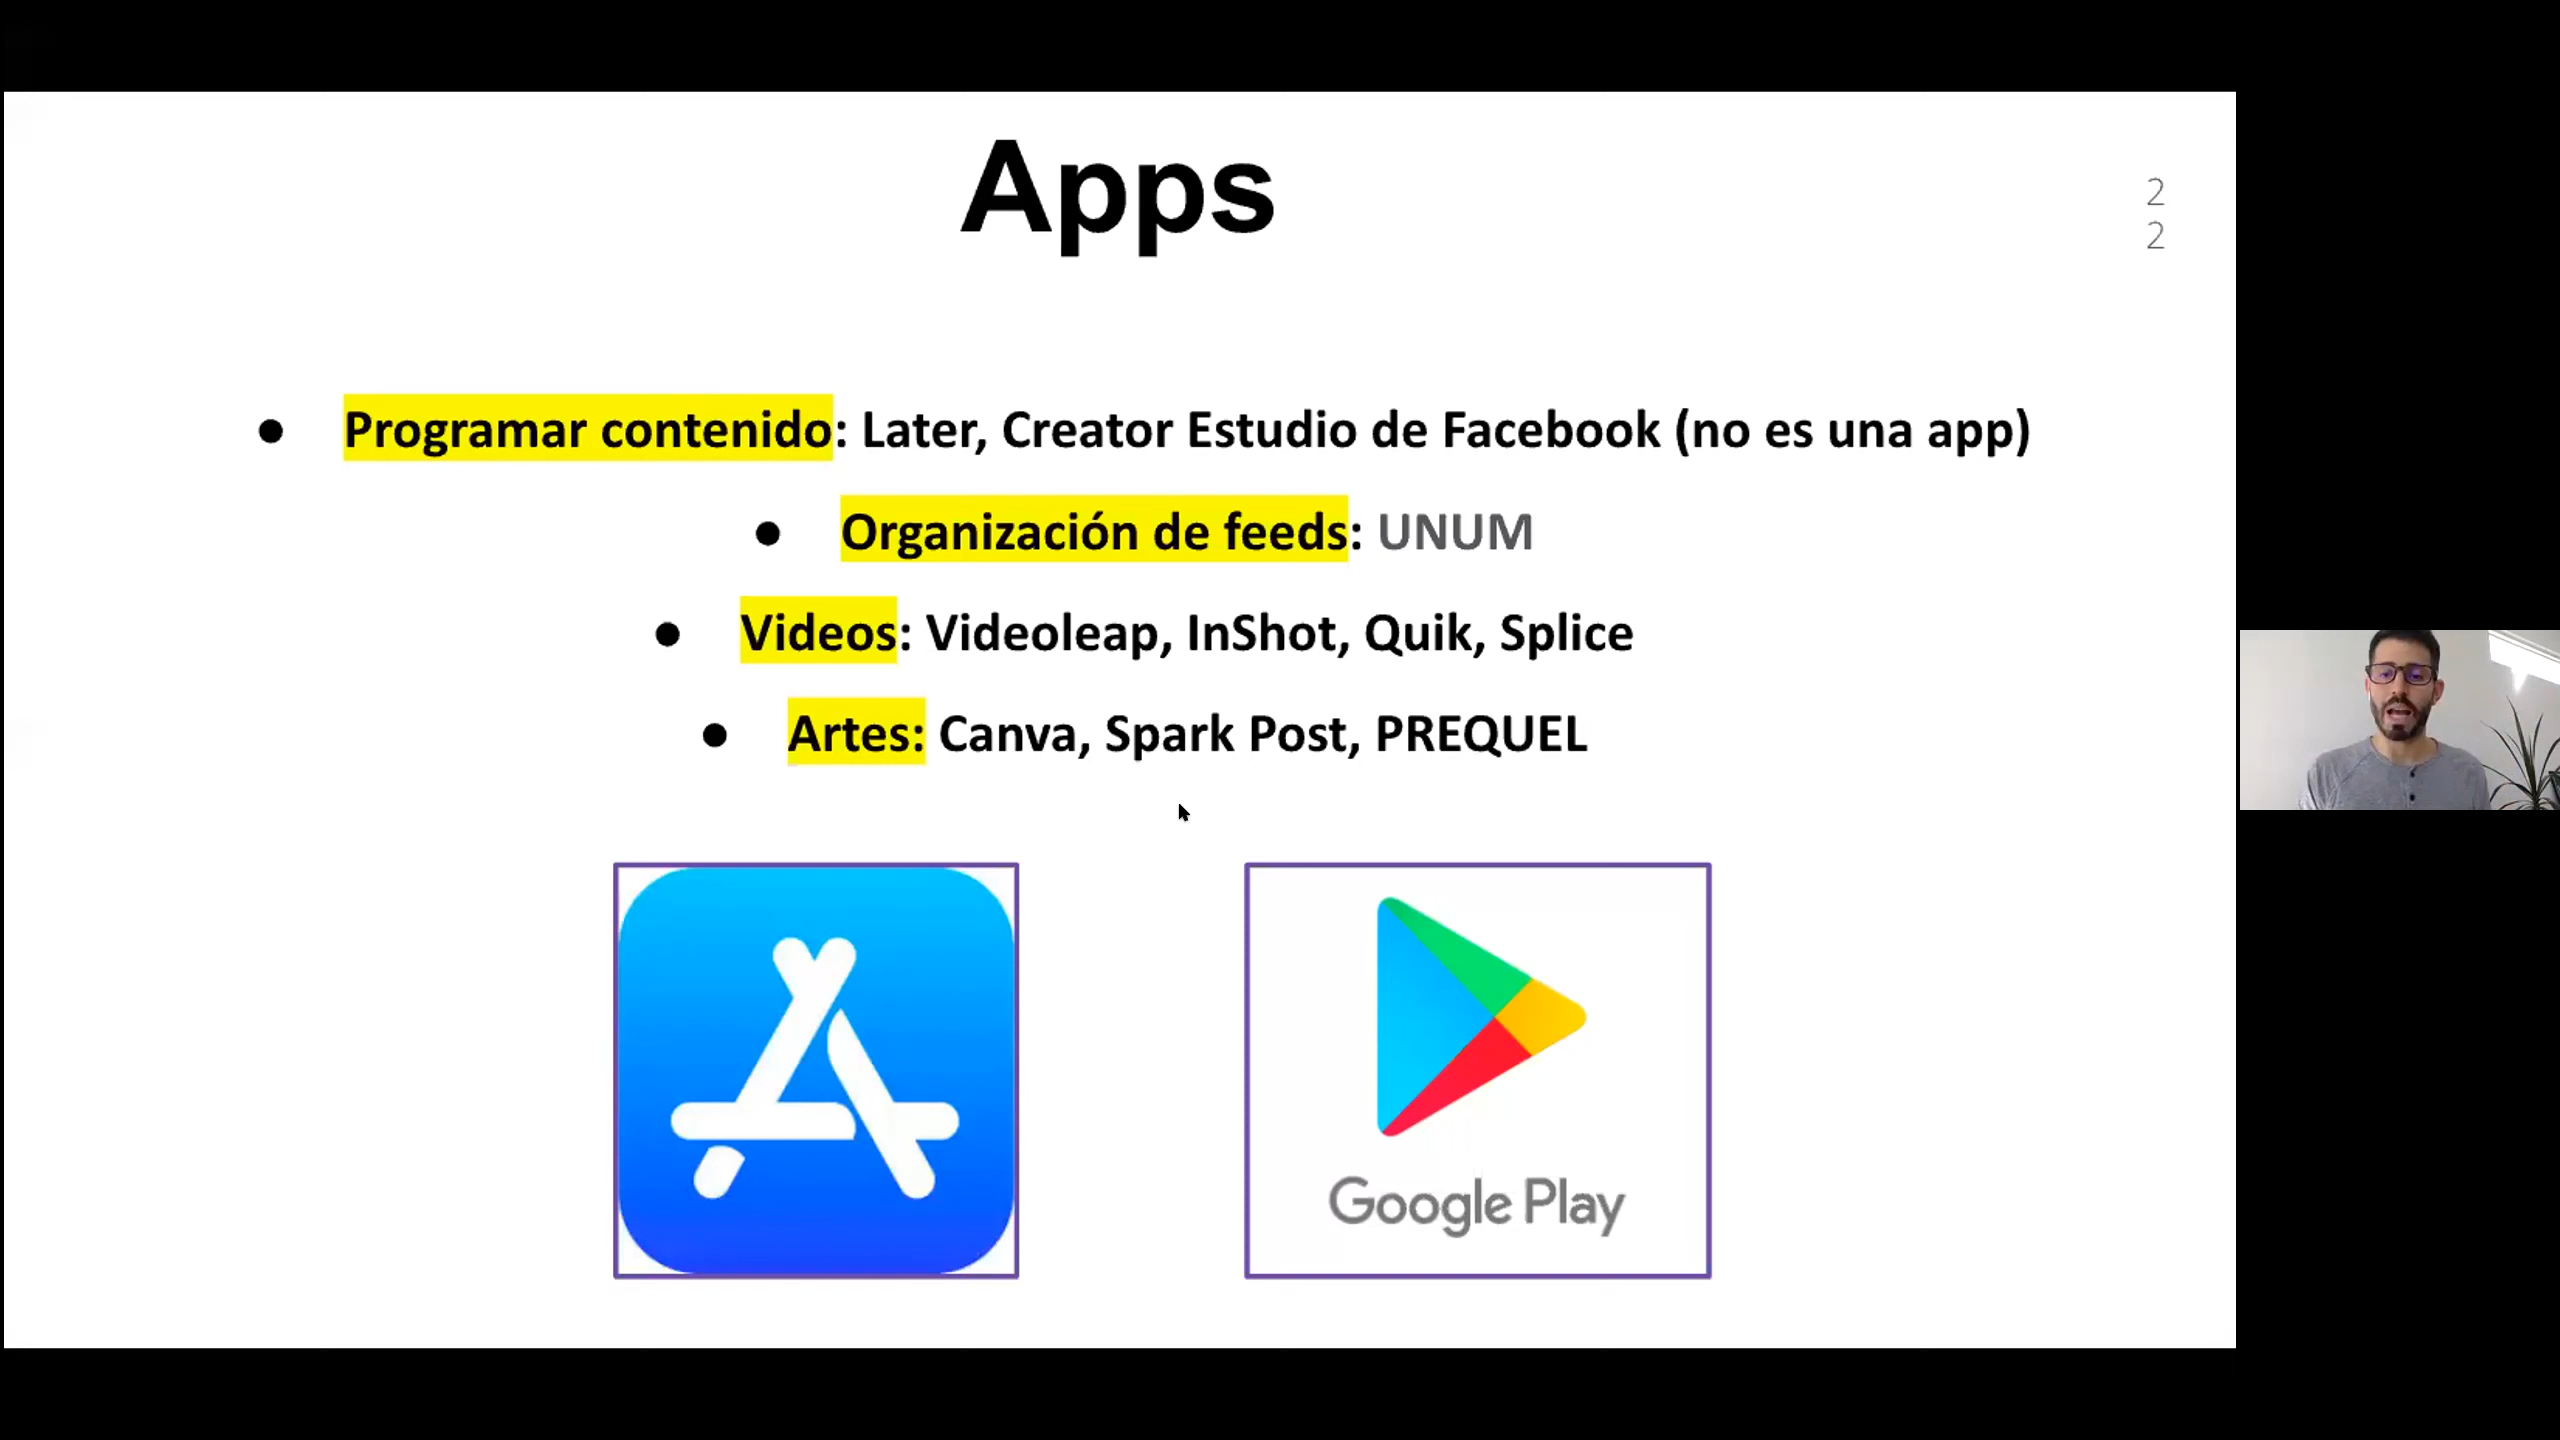 Apps
2
2
● Programar contenido: Later, Creator Estudio de Facebook (no es una app)
● Organización de feeds: UNUM
● Videos: Videoleap, InShot, Quik, Splice
● Artes: Canva, Spark Post, PREQUEL
Google Play